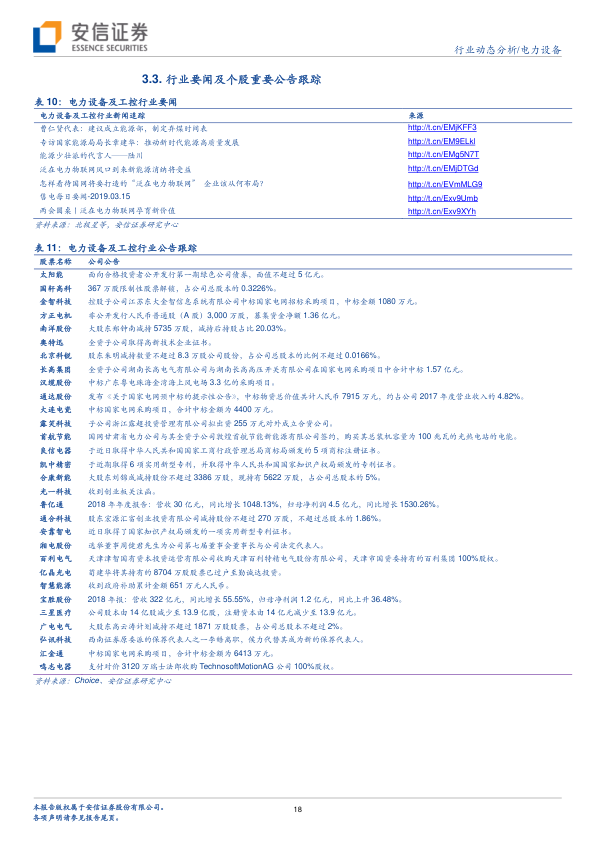 安信证券
ESSENCE SECURITIES
行业动态分析/电力设备
3.3. 行业要闻及个股重要公告跟踪
表 10：电力设备及工控行业要闻
电力设备及工控行业新闻追踪 来源
曹仁贤代表：建议成立能源部，制定弃煤时间表 http://t.cn/EMjKFF3
专访国家能源局局长章建华：推动新时代能源高质量发展 http://t.cn/EM9ELkl
能源少壮派的代言人——陆川 http://t.cn/EMg5N7T
泛在电力物联网风口到来新能源消纳将受益 http://t.cn/EMjDTGd
怎样看待国网将要打造的“泛在电力物联网” 企业该从何布局？ http://t.cn/EVmMLG9
售电每日要闻-2019.03.15 http://t.cn/Exv9Umb
两会圆桌丨泛在电力物联网孕育新价值 http://t.cn/Exv9XYh
资料来源：北极星等，安信证券研究中心
表 11：电力设备及工控行业公告跟踪
股票名称 公司公告
太阳能 面向合格投资者公开发行第一期绿色公司债券，面值不超过 5 亿元。
国轩高科 367 万股限制性股票解锁，占公司总股本的 0.3226%。
金智科技 控股子公司江苏东大金智信息系统有限公司中标国家电网招标采购项目，中标金额 1080 万元。
方正电机 非公开发行人民币普通股（A 股）3,000 万股，募集资金净额 1.36 亿元。
南洋股份 大股东郑钟南减持 5735 万股，减持后持股占比 20.03%。
奥特迅 全资子公司取得高新技术企业证书。
北京科锐 股东朱明减持数量不超过 8.3 万股公司股份，占公司总股本的比例不超过 0.0166%。
长高集团 全资子公司湖南长高电气有限公司与湖南长高高压开关有限公司在国家电网采购项目中合计中标 1.57 亿元。
汉缆股份 中标广东粤电珠海金湾海上风电场 3.3 亿的采购项目。
通达股份 发布《关于国家电网预中标的提示性公告》，中标物资总价值共计人民币 7915 万元，约占公司 2017 年度营业收入的 4.82%。
大连电瓷 中标国家电网采购项目，合计中标金额为 4400 万元。
露笑科技 子公司浙江露超投资管理有限公司拟出资 255 万元对外成立合资公司。
首航节能 国网甘肃省电力公司与其全资子公司敦煌首航节能新能源有限公司签约，购买其总装机容量为 100 兆瓦的光热电站的电能。
良信电器 于近日取得中华人民共和国国家工商行政管理总局商标局颁发的 5 项商标注册证书。
凯中精密 于近期取得 6 项实用新型专利，并取得中华人民共和国国家知识产权局颁发的专利证书。
合康新能 大股东刘锦成减持股份不超过 3386 万股，现持有 5622 万股，占公司总股本的 5%。
光一科技 收到创业板关注函。
鲁亿通 2018 年年度报告：营收 30 亿元，同比增长 1048.13%，归母净利润 4.5 亿元，同比增长 1530.26%。
通合科技 股东宏源汇富创业投资有限公司减持股份不超过 270 万股，不超过总股本的 1.86%。
安靠智电 近日取得了国家知识产权局颁发的一项实用新型专利证书。
湘电股份 选举董事周健君先生为公司第七届董事会董事长与公司法定代表人。
百利电气 天津津智国有资本投资运营有限公司收购天津百利特精电气股份有限公司，天津市国资委持有的百利集团 100%股权。
亿晶光电 荀建华将其持有的 8704 万股股票已过户至勤诚达投资。
智慧能源 收到政府补助累计金额 651 万元人民币。
宝胜股份 2018 年报：营收 322 亿元，同比增长 55.55%，归母净利润 1.2 亿元，同比上升 36.48%。
三星医疗 公司股本由 14 亿股减少至 13.9 亿股，注册资本由 14 亿元减少至 13.9 亿元。
广电电气 大股东高云涛计划减持不超过 1871 万股股票，占公司总股本不超过 2%。
弘讯科技 西南证券原委派的保荐代表人之一李皓离职，侯力代替其成为新的保荐代表人。
汇金通 中标国家电网采购项目，合计中标金额为 6413 万元。
鸣志电器 支付对价 3120 万瑞士法郎收购 TechnosoftMotionAG 公司 100%股权。
资料来源：Choice、安信证券研究中心
本报告版权属于安信证券股份有限公司。
18
各项声明请参见报告尾页。